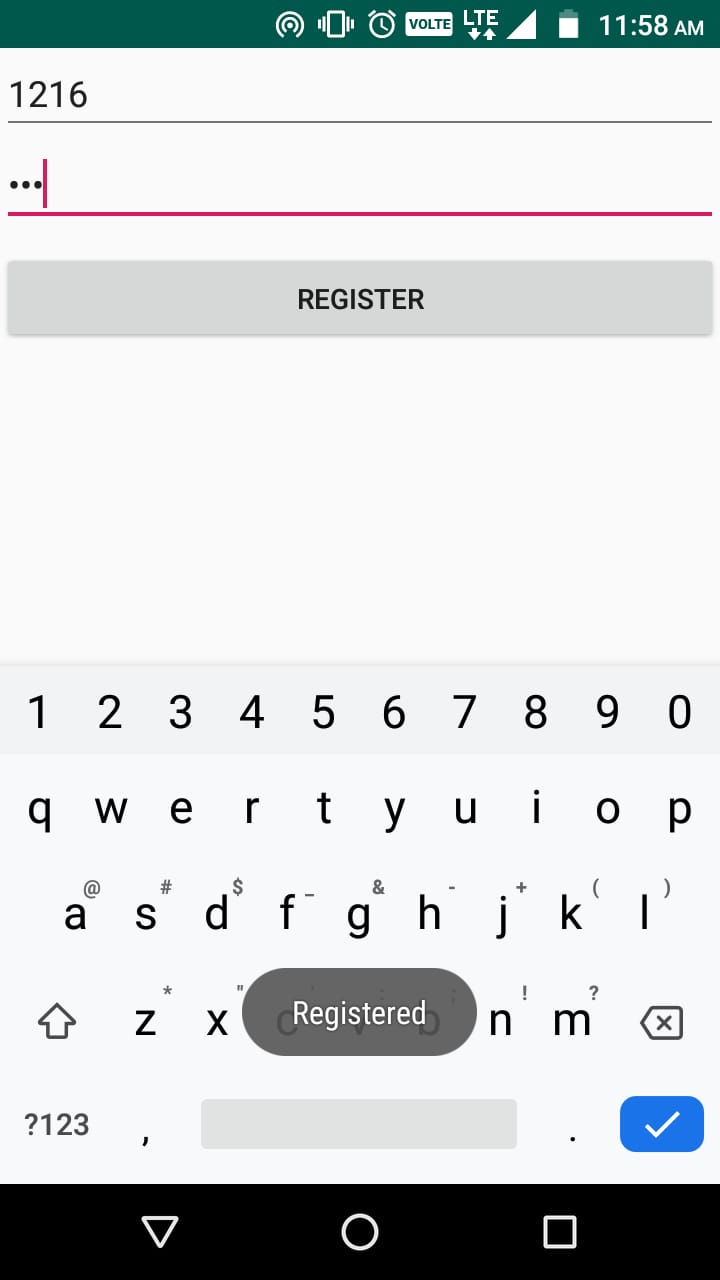 VOLTE LTE 11:58 AM
1216
•••
REGISTER
1 2 3 4 5 6 7 8 9 0
q w e r t y u i o p
@ # $ _ & - + ( )
a s d f g h j k l
* " ' : ; ! ?
z x c v b n m
Registered
?123 , .